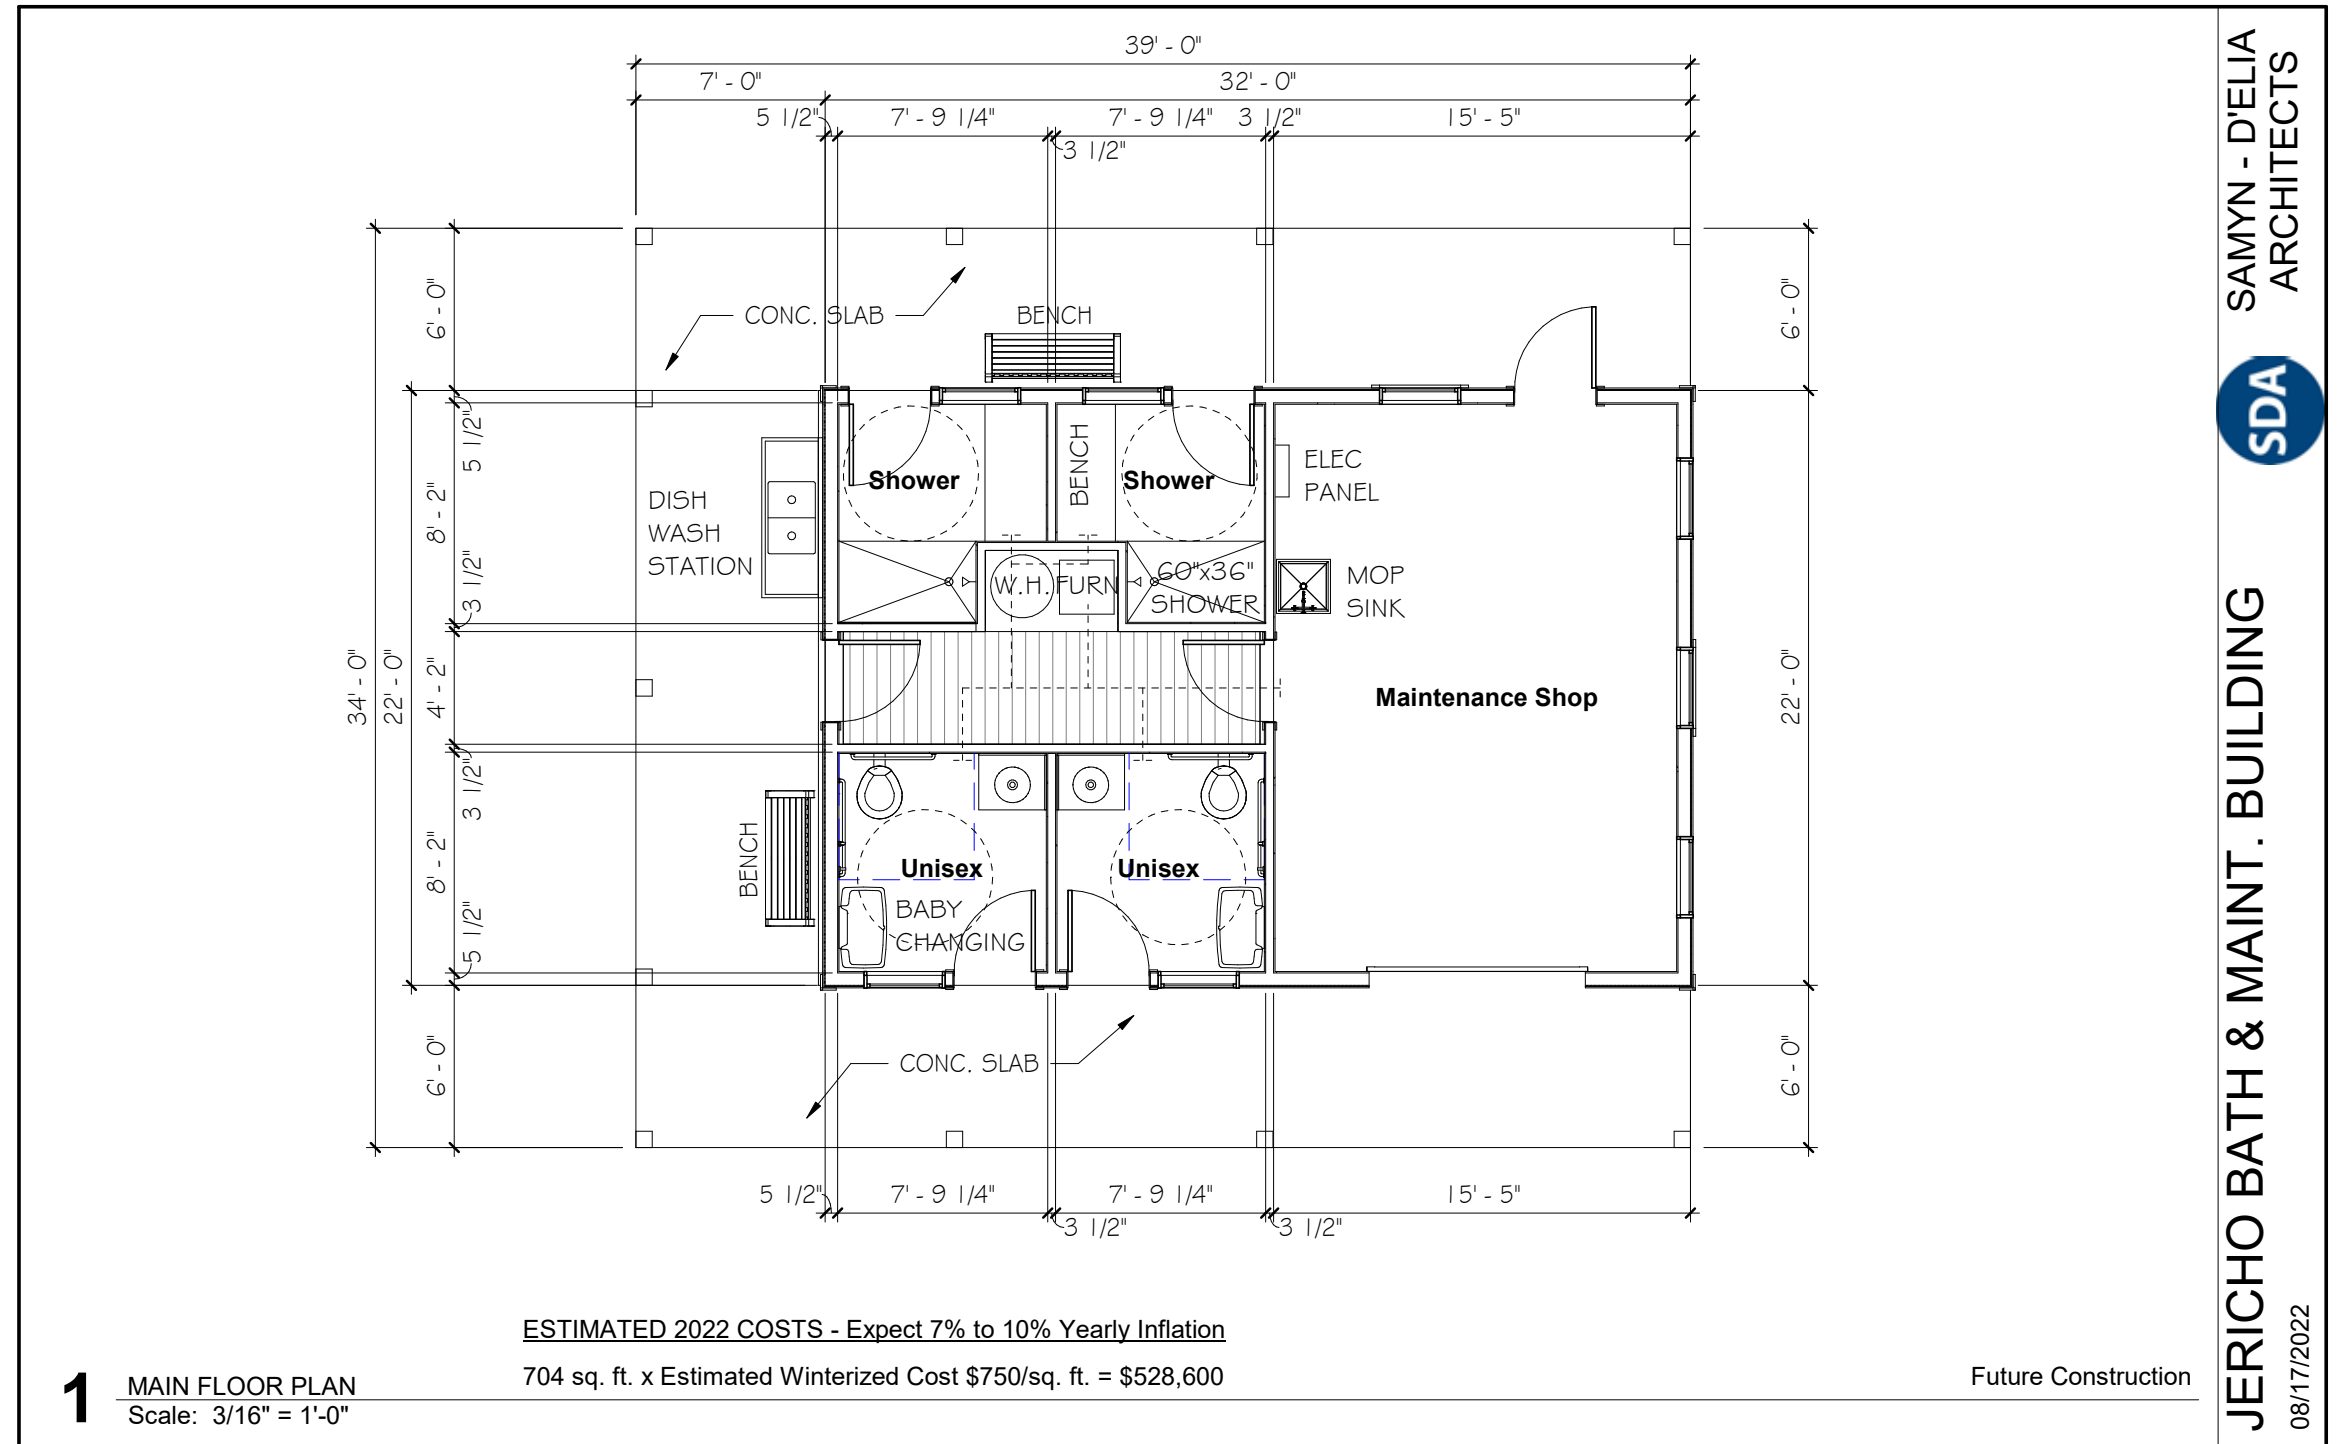 39' - 0"
7' - 0"
32' - 0"
5 1/2"
7' - 9 1/4"
7' - 9 1/4"
3 1/2"
15' - 5"
3 1/2"
CONC. SLAB
BENCH
6' - 0"
6' - 0"
5 1/2"
8' - 2"
3 1/2"
34' - 0"
22' - 0"
4' - 2"
3 1/2"
8' - 2"
5 1/2"
6' - 0"
22' - 0"
6' - 0"
Shower
BENCH
Shower
ELEC
PANEL
DISH
WASH
STATION
W.H.
FURN
60"x36"
SHOWER
MOP
SINK
Maintenance Shop
BENCH
Unisex
Unisex
BABY
CHANGING
CONC. SLAB
5 1/2"
7' - 9 1/4"
7' - 9 1/4"
15' - 5"
3 1/2"
3 1/2"
ESTIMATED 2022 COSTS - Expect 7% to 10% Yearly Inflation
704 sq. ft. x Estimated Winterized Cost $750/sq. ft. = $528,600
1
MAIN FLOOR PLAN
Scale: 3/16" = 1'-0"
Future Construction
SAMYN - D'ELIA
ARCHITECTS
SDA
JERICHO BATH & MAINT. BUILDING
08/17/2022